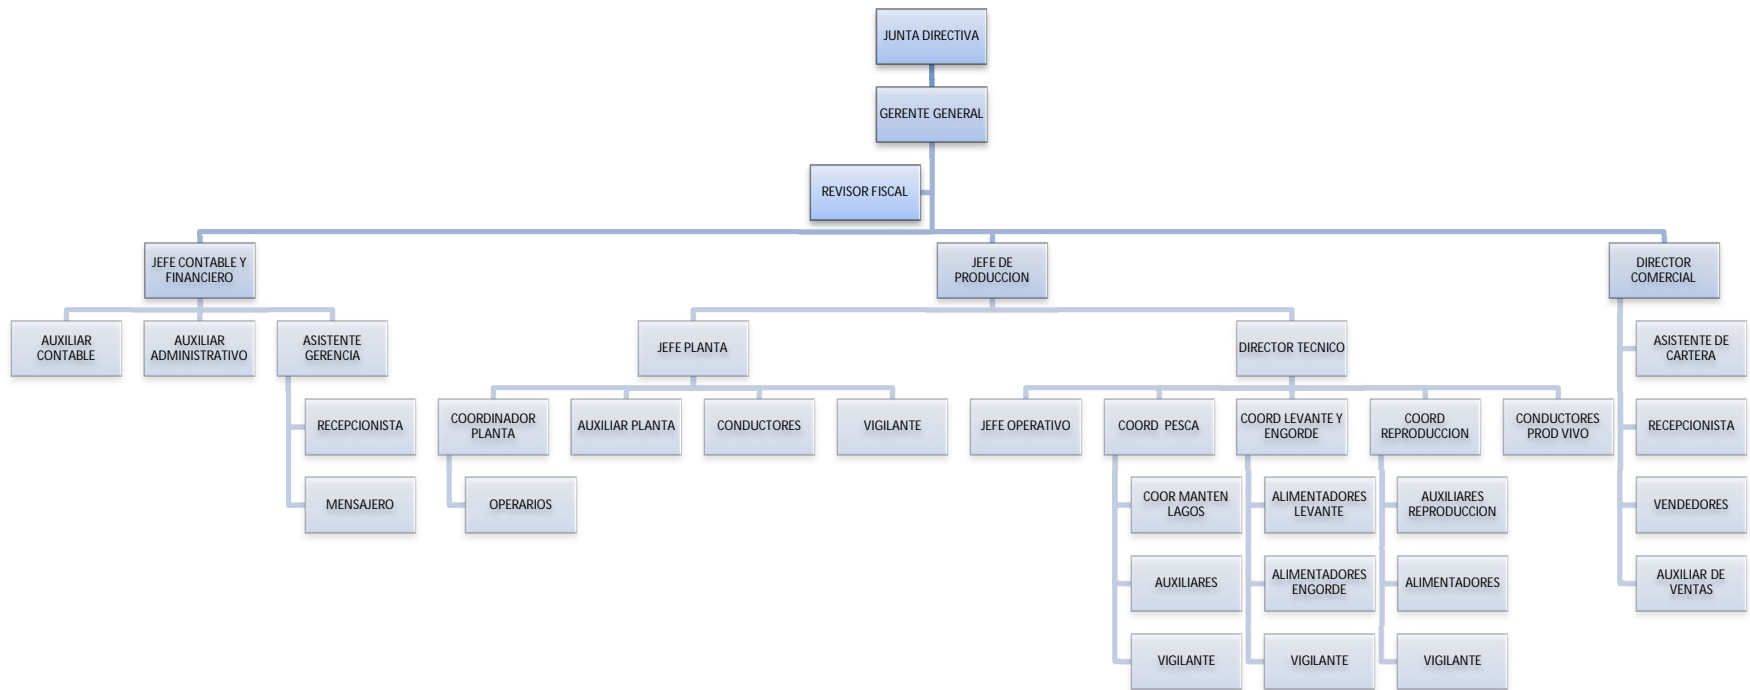 JUNTA DIRECTIVA
GERENTE GENERAL
REVISOR FISCAL
JEFE CONTABLE Y
FINANCIERO
JEFE DE
PRODUCCION
DIRECTOR
COMERCIAL
AUXILIAR
CONTABLE
AUXILIAR
ADMINISTRATIVO
ASISTENTE
GERENCIA
JEFE PLANTA
DIRECTOR TECNICO
ASISTENTE DE
CARTERA
RECEPCIONISTA
COORDINADOR
PLANTA
AUXILIAR PLANTA
CONDUCTORES
VIGILANTE
JEFE OPERATIVO
COORD PESCA
COORD LEVANTE Y
ENGORDE
COORD
REPRODUCCION
CONDUCTORES
PROD VIVO
RECEPCIONISTA
MENSAJERO
OPERARIOS
COOR MANTEN
LAGOS
ALIMENTADORES
LEVANTE
AUXILIARES
REPRODUCCION
VENDEDORES
AUXILIARES
ALIMENTADORES
ENGORDE
ALIMENTADORES
AUXILIAR DE
VENTAS
VIGILANTE
VIGILANTE
VIGILANTE